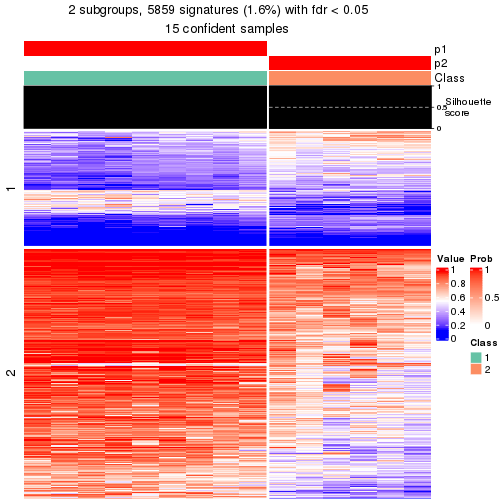 2 subgroups, 5859 signatures (1.6%) with fdr < 0.05
15 confident samples
p1
p2
Class
1
0.5
0
Silhouette
score
1
2
Value
1
0.8
0.6
0.4
0.2
0
Prob
1
0.5
0
Class
1
2